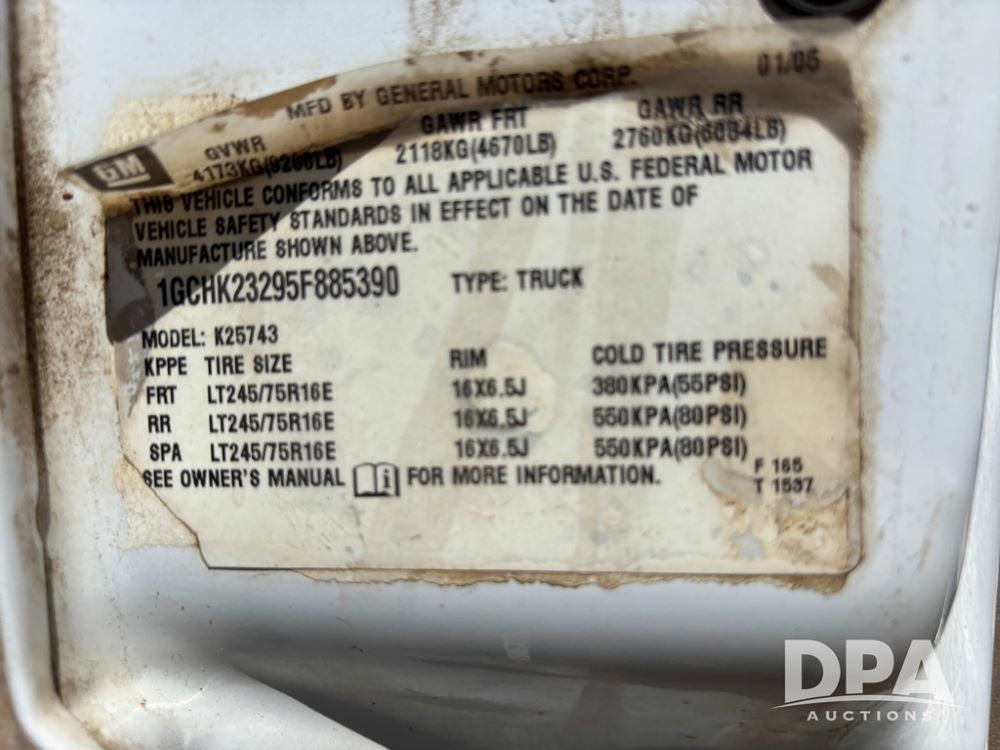 MFD BY GENERAL MOTORS CORP. 01/05
GM
GVWR GAWR FRT GAWR RR
4173KG(9200LB) 2118KG(4670LB) 2760KG(6084LB)
THIS VEHICLE CONFORMS TO ALL APPLICABLE U.S. FEDERAL MOTOR
VEHICLE SAFETY STANDARDS IN EFFECT ON THE DATE OF
MANUFACTURE SHOWN ABOVE.
1GCHK23295F885390 TYPE: TRUCK
MODEL: K25743
KPPE TIRE SIZE RIM COLD TIRE PRESSURE
FRT LT245/75R16E 16X6.5J 380KPA(55PSI)
RR LT245/75R16E 16X6.5J 550KPA(80PSI)
SPA LT245/75R16E 16X6.5J 550KPA(80PSI)
SEE OWNER'S MANUAL FOR MORE INFORMATION.
F 165
T 1537
DPA
AUCTIONS